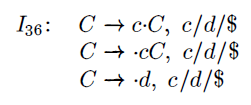 I₃₆: C → c·C, c/d/$
C → ·cC, c/d/$
C → ·d, c/d/$